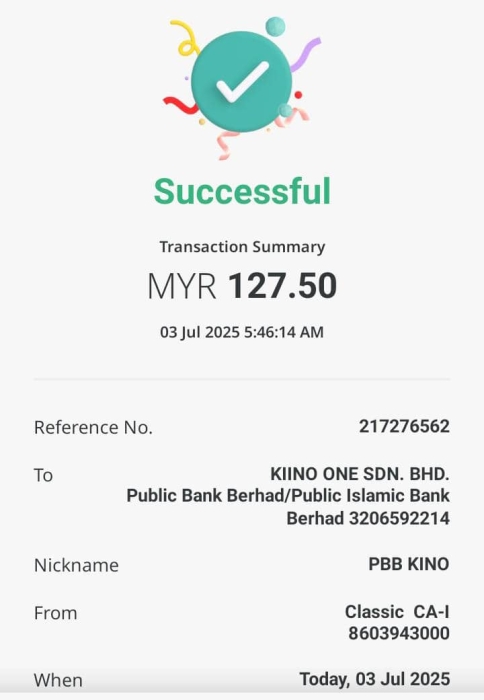 Successful
Transaction Summary
MYR 127.50
03 Jul 2025 5:46:14 AM
Reference No. 217276562
To KIINO ONE SDN. BHD.
Public Bank Berhad/Public Islamic Bank
Berhad 3206592214
Nickname PBB KINO
From Classic CA-I
8603943000
When Today, 03 Jul 2025